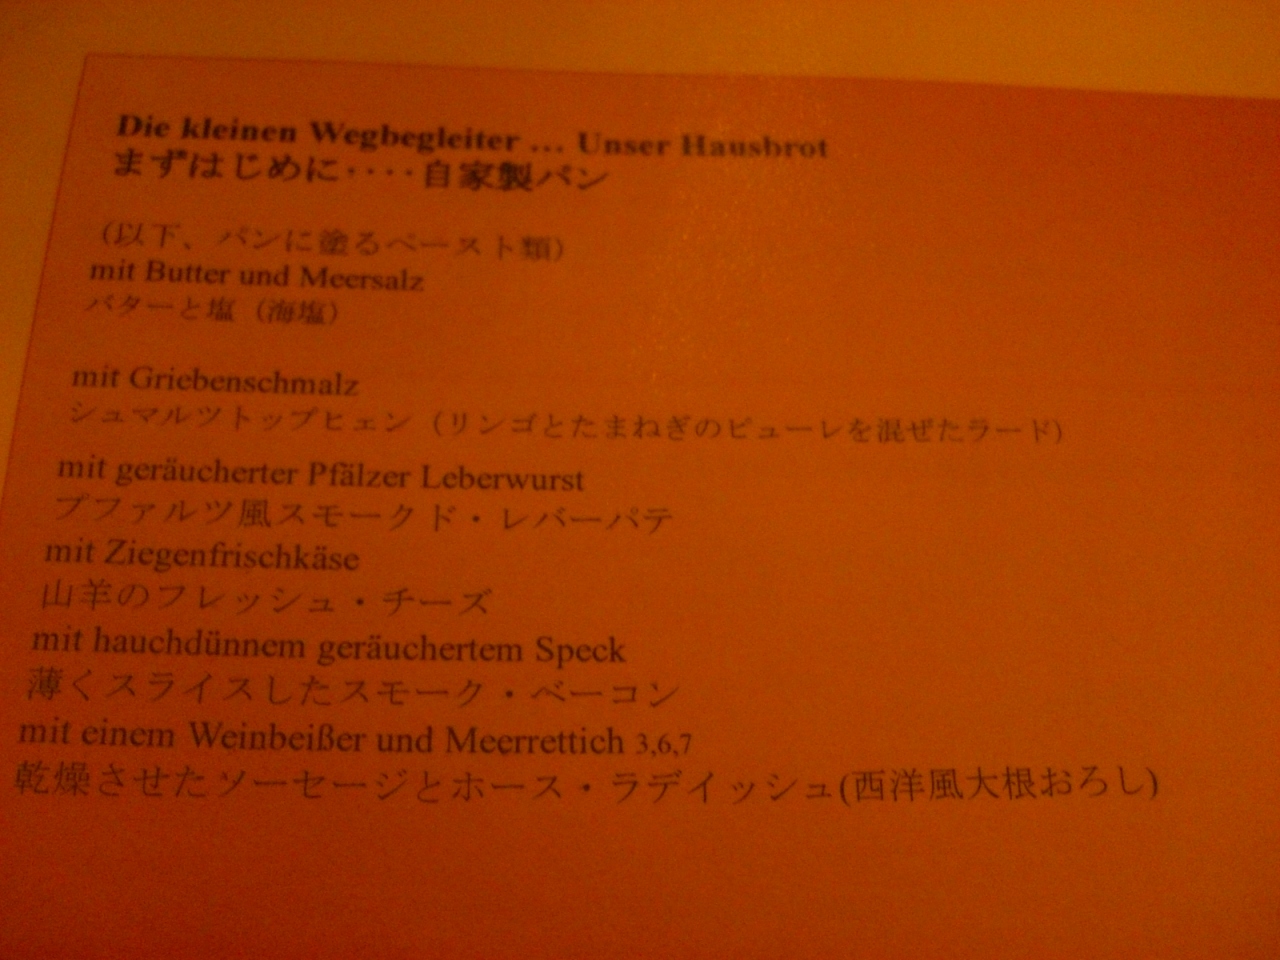 Die kleinen Wegbegleiter ... Unser Hausbrot
まずはじめに‥‥自家製パン
(以下、パンに塗るペースト類)
mit Butter und Meersalz
バターと塩(海塩)
mit Griebenschmalz
シュマルツトップヒェン(リンゴとたまねぎのピューレを混ぜたラード)
mit geräucherter Pfälzer Leberwurst
プファルツ風スモークド・レバーパテ
mit Ziegenfrischkäse
山羊のフレッシュ・チーズ
mit hauchdünnem geräuchertem Speck
薄くスライスしたスモーク・ベーコン
mit einem Weinbeißer und Meerrettich 3,6,7
乾燥させたソーセージとホース・ラデイッシュ(西洋風大根おろし)